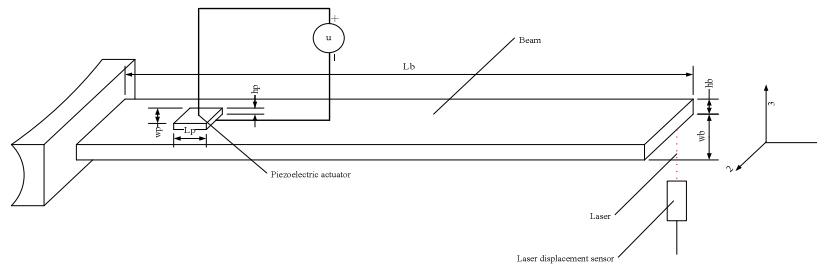 +
u
Beam
Lb
hp
hb
wp
Lp
wb
3
2
Piezoelectric actuator
Laser
Laser displacement sensor